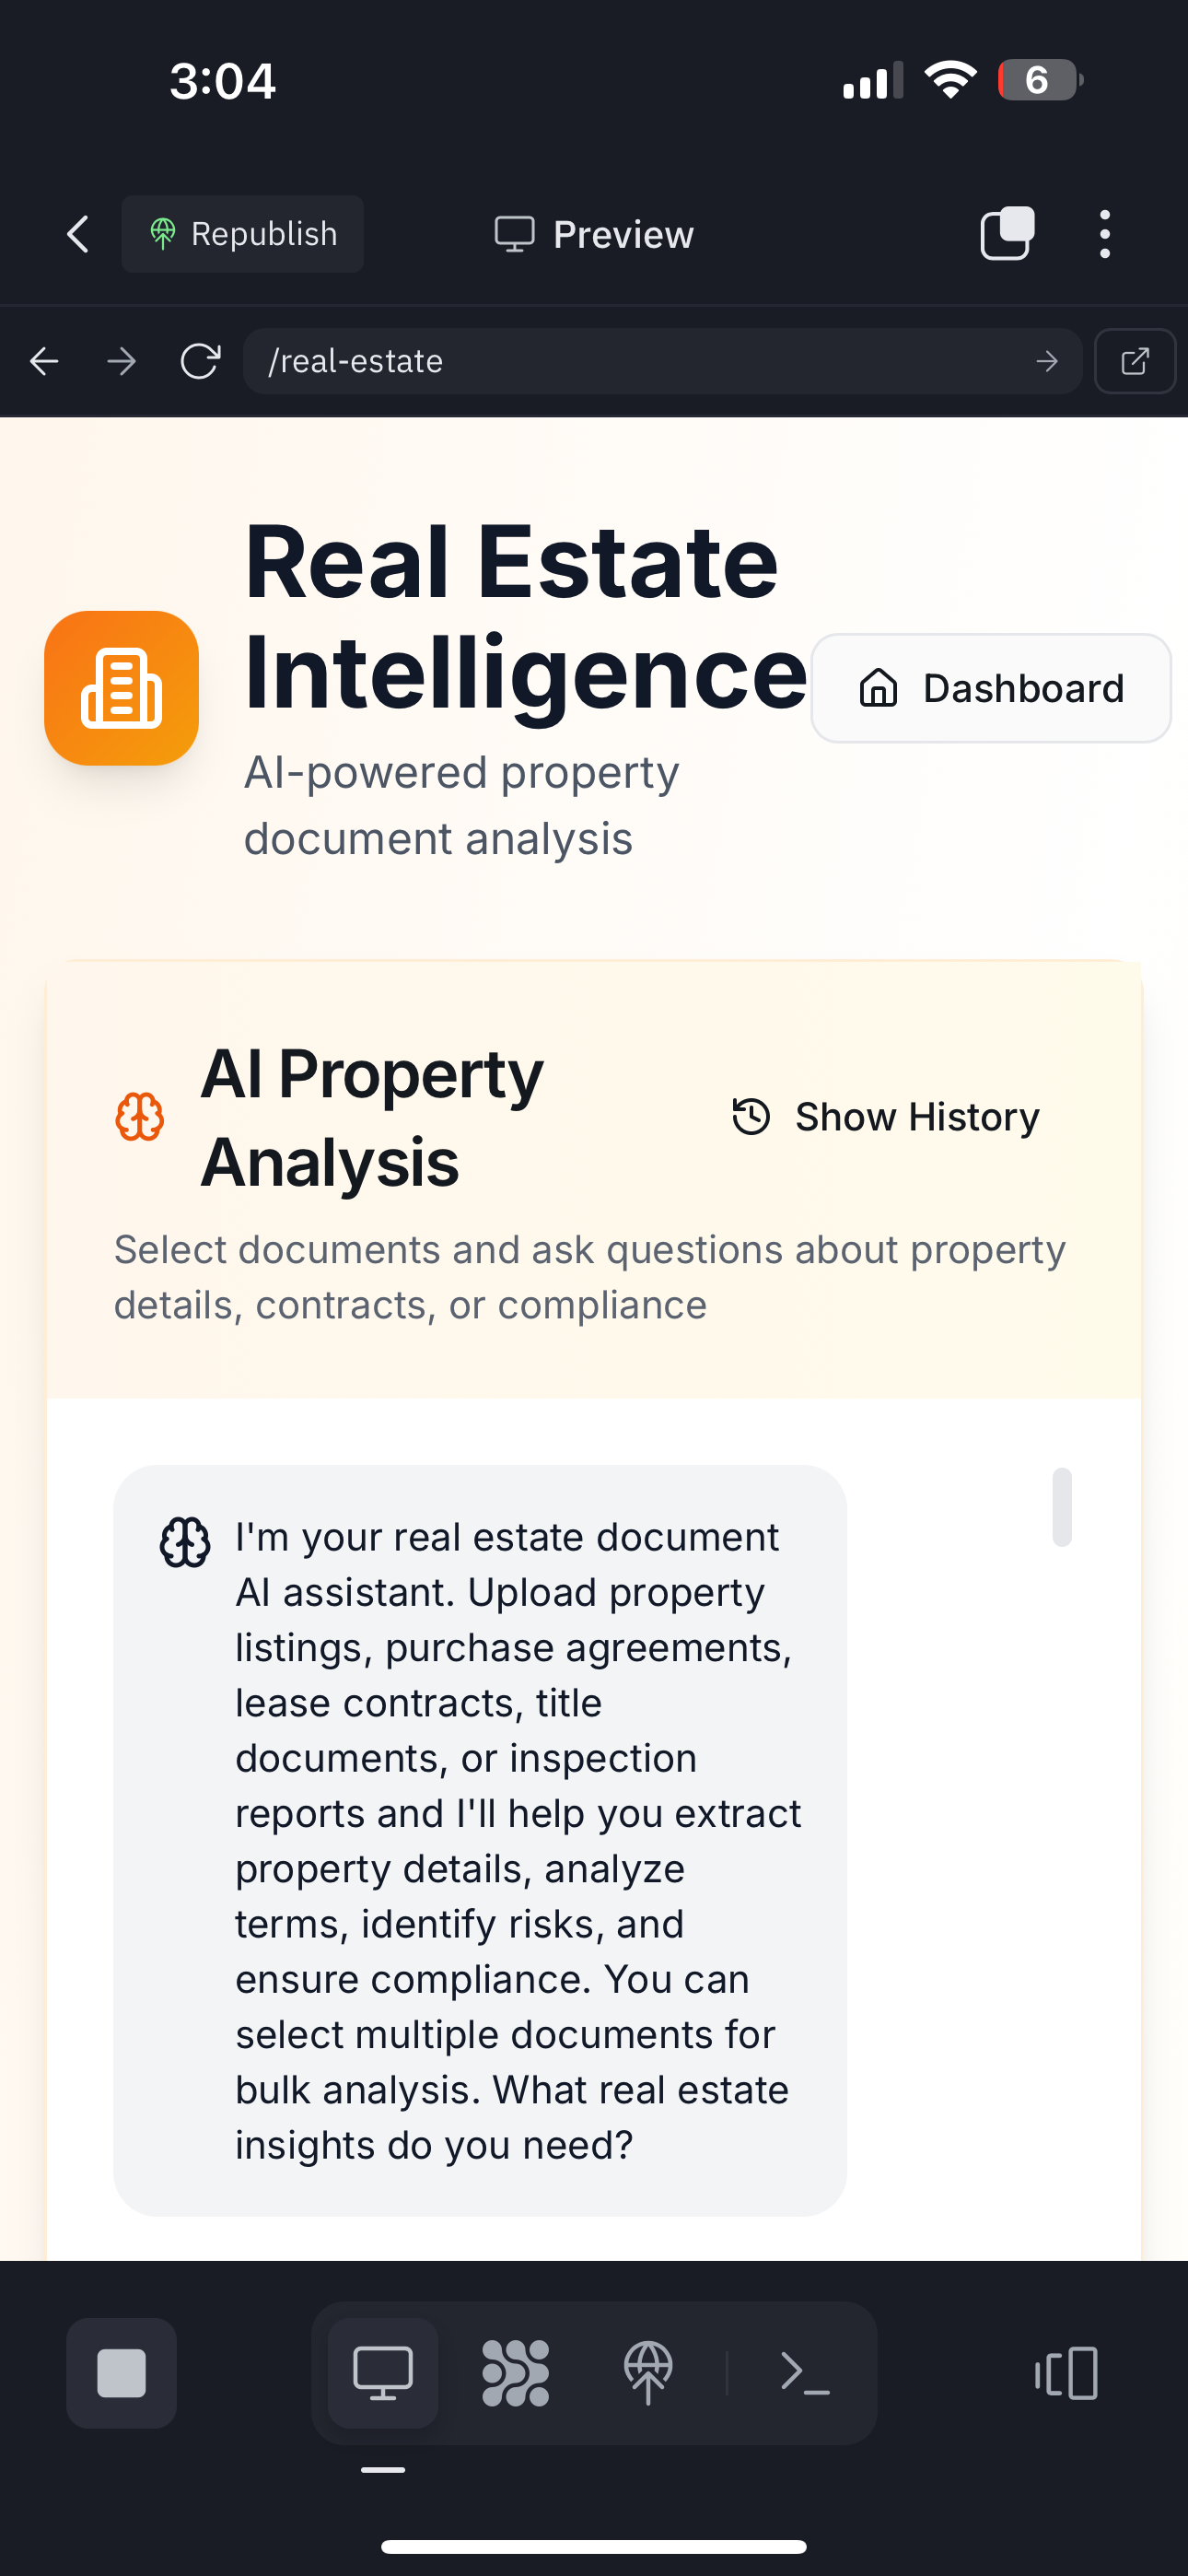 3:04
6
Republish
Preview
/real-estate
Real Estate
Intelligence
Dashboard
AI-powered property
document analysis
AI Property
Analysis
Show History
Select documents and ask questions about property
details, contracts, or compliance
I'm your real estate document
AI assistant. Upload property
listings, purchase agreements,
lease contracts, title
documents, or inspection
reports and I'll help you extract
property details, analyze
terms, identify risks, and
ensure compliance. You can
select multiple documents for
bulk analysis. What real estate
insights do you need?